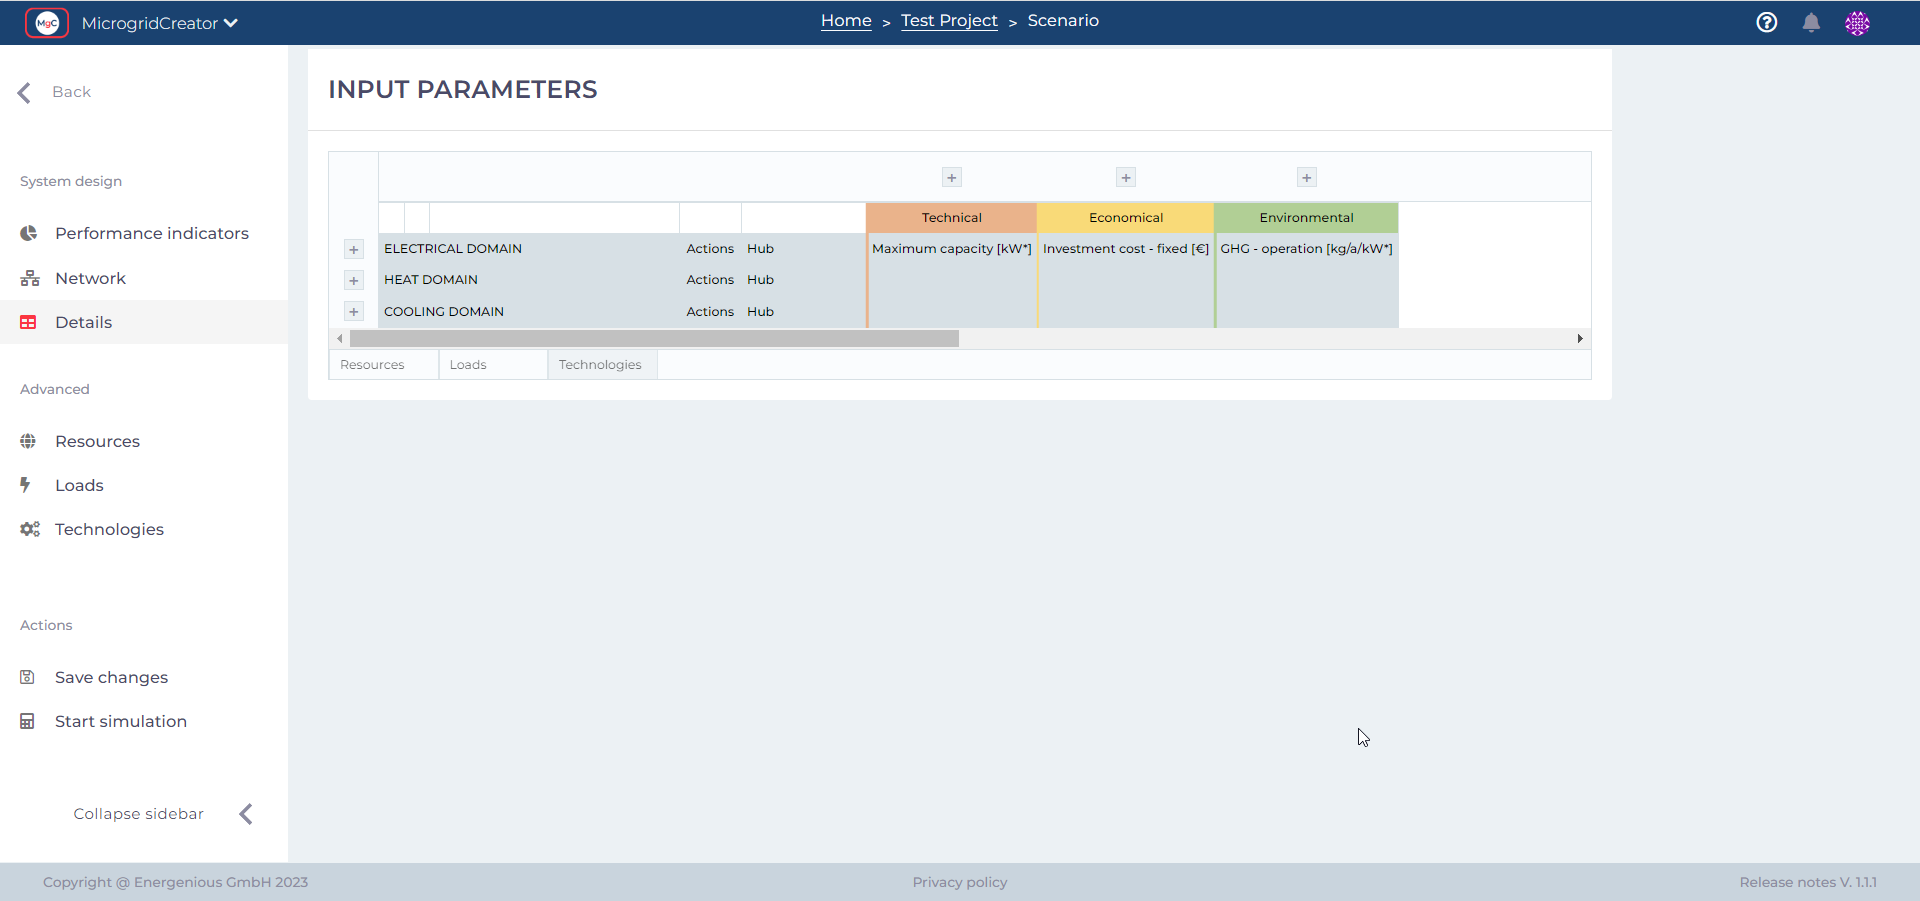 MgC MicrogridCreator Home > Test Project > Scenario
Back
System design
Performance indicators
Network
Details
Advanced
Resources
Loads
Technologies
Actions
Save changes
Start simulation
Collapse sidebar
INPUT PARAMETERS
+ + +
Technical Economical Environmental
+ ELECTRICAL DOMAIN Actions Hub Maximum capacity [kW*] Investment cost - fixed [€] GHG - operation [kg/a/kW*]
+ HEAT DOMAIN Actions Hub
+ COOLING DOMAIN Actions Hub
Resources Loads Technologies
Copyright @ Energenious GmbH 2023 Privacy policy Release notes V. 1.1.1